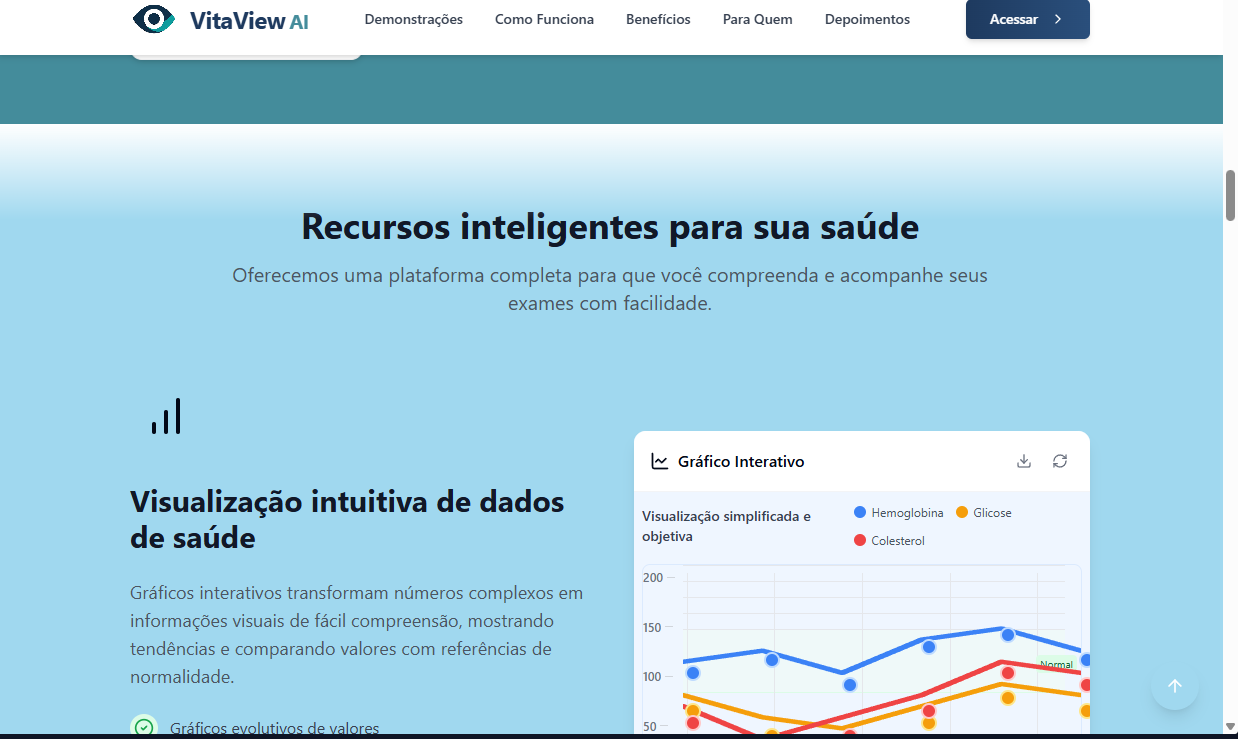 VitaView AI
Demonstrações
Como Funciona
Benefícios
Para Quem
Depoimentos
Acessar
Recursos inteligentes para sua saúde
Oferecemos uma plataforma completa para que você compreenda e acompanhe seus
exames com facilidade.
Visualização intuitiva de dados
de saúde
Gráficos interativos transformam números complexos em
informações visuais de fácil compreensão, mostrando
tendências e comparando valores com referências de
normalidade.
Gráficos evolutivos de valores
Gráfico Interativo
Visualização simplificada e
objetiva
Hemoglobina
Glicose
Colesterol
200
150
100
50
Normal